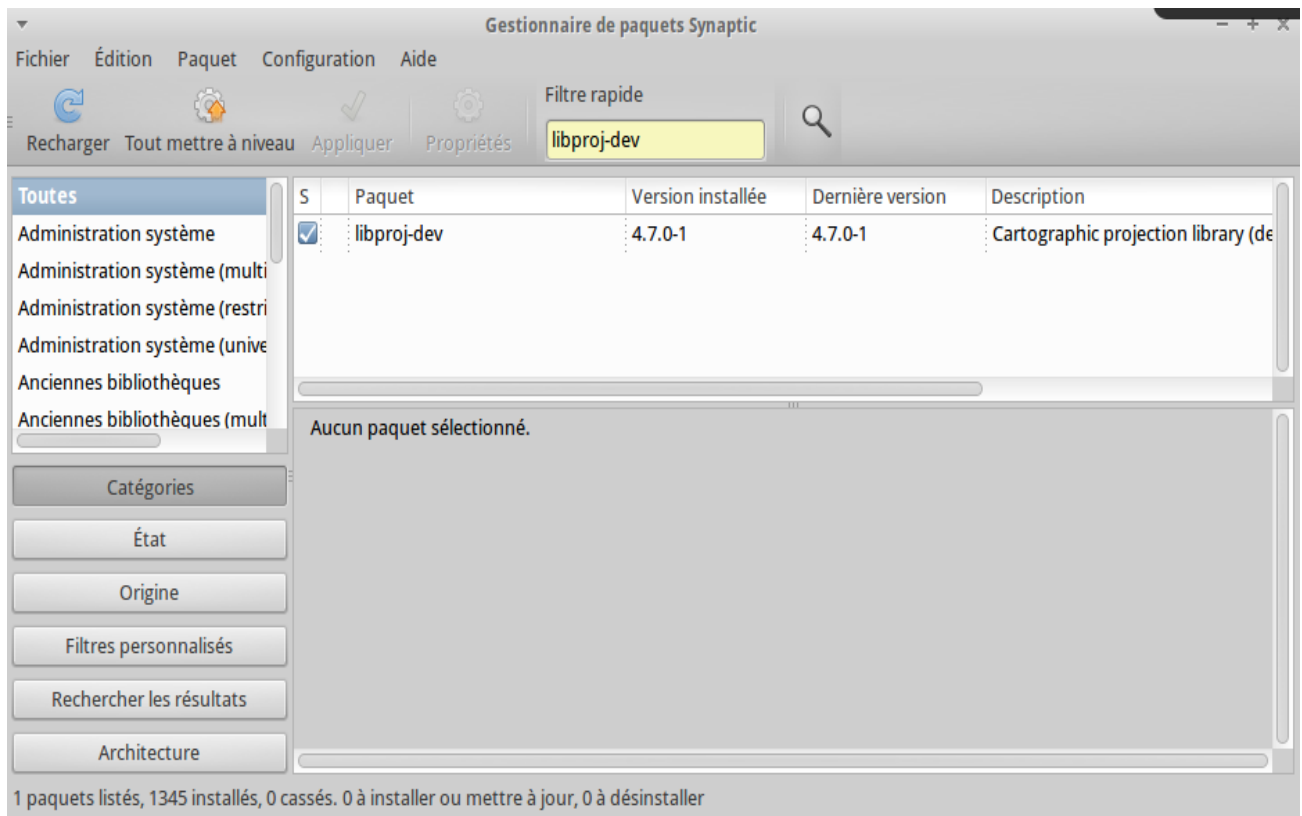 Gestionnaire de paquets Synaptic
Fichier Édition Paquet Configuration Aide
Recharger Tout mettre à niveau Appliquer Propriétés
Filtre rapide
libproj-dev
Toutes
Administration système
Administration système (multi
Administration système (restri
Administration système (unive
Anciennes bibliothèques
Anciennes bibliothèques (mult
S Paquet Version installée Dernière version Description
libproj-dev 4.7.0-1 4.7.0-1 Cartographic projection library (de
Aucun paquet sélectionné.
Catégories
État
Origine
Filtres personnalisés
Rechercher les résultats
Architecture
1 paquets listés, 1345 installés, 0 cassés. 0 à installer ou mettre à jour, 0 à désinstaller